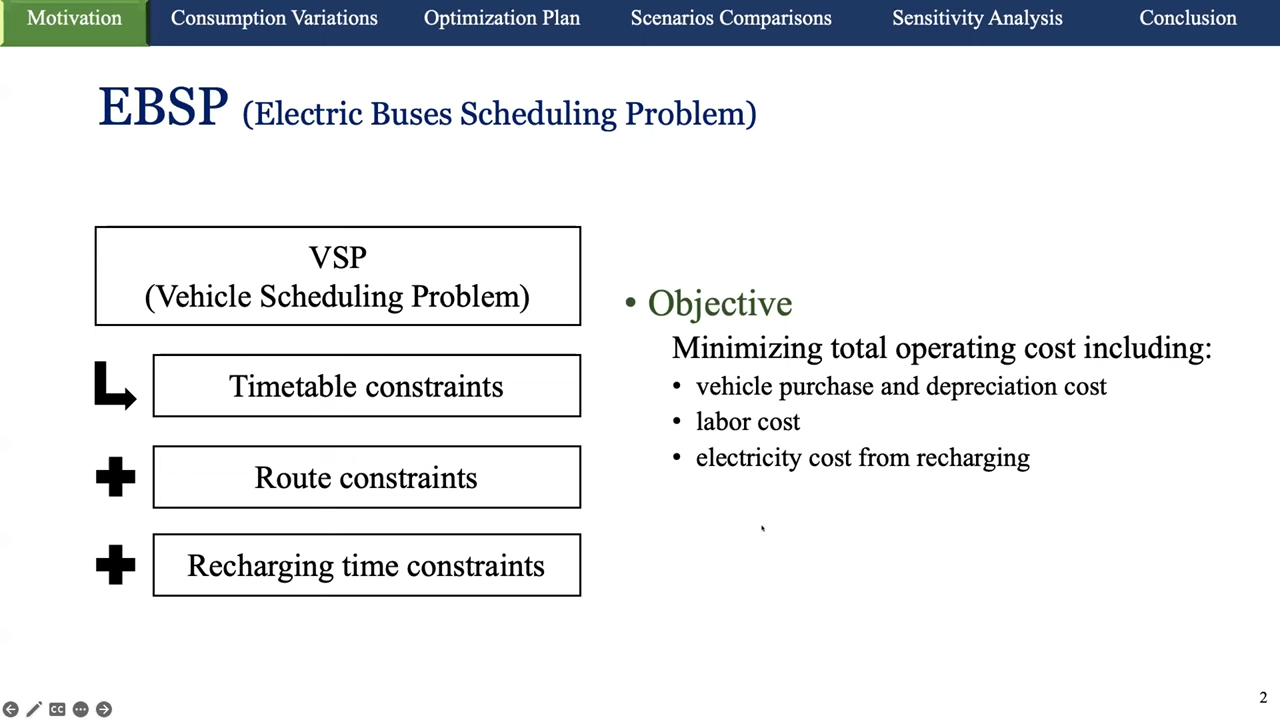 Motivation
Consumption Variations
Optimization Plan
Scenarios Comparisons
Sensitivity Analysis
Conclusion
EBSP (Electric Buses Scheduling Problem)
VSP
(Vehicle Scheduling Problem)
Timetable constraints
Route constraints
Recharging time constraints
• Objective
Minimizing total operating cost including:
• vehicle purchase and depreciation cost
• labor cost
• electricity cost from recharging
CC
2